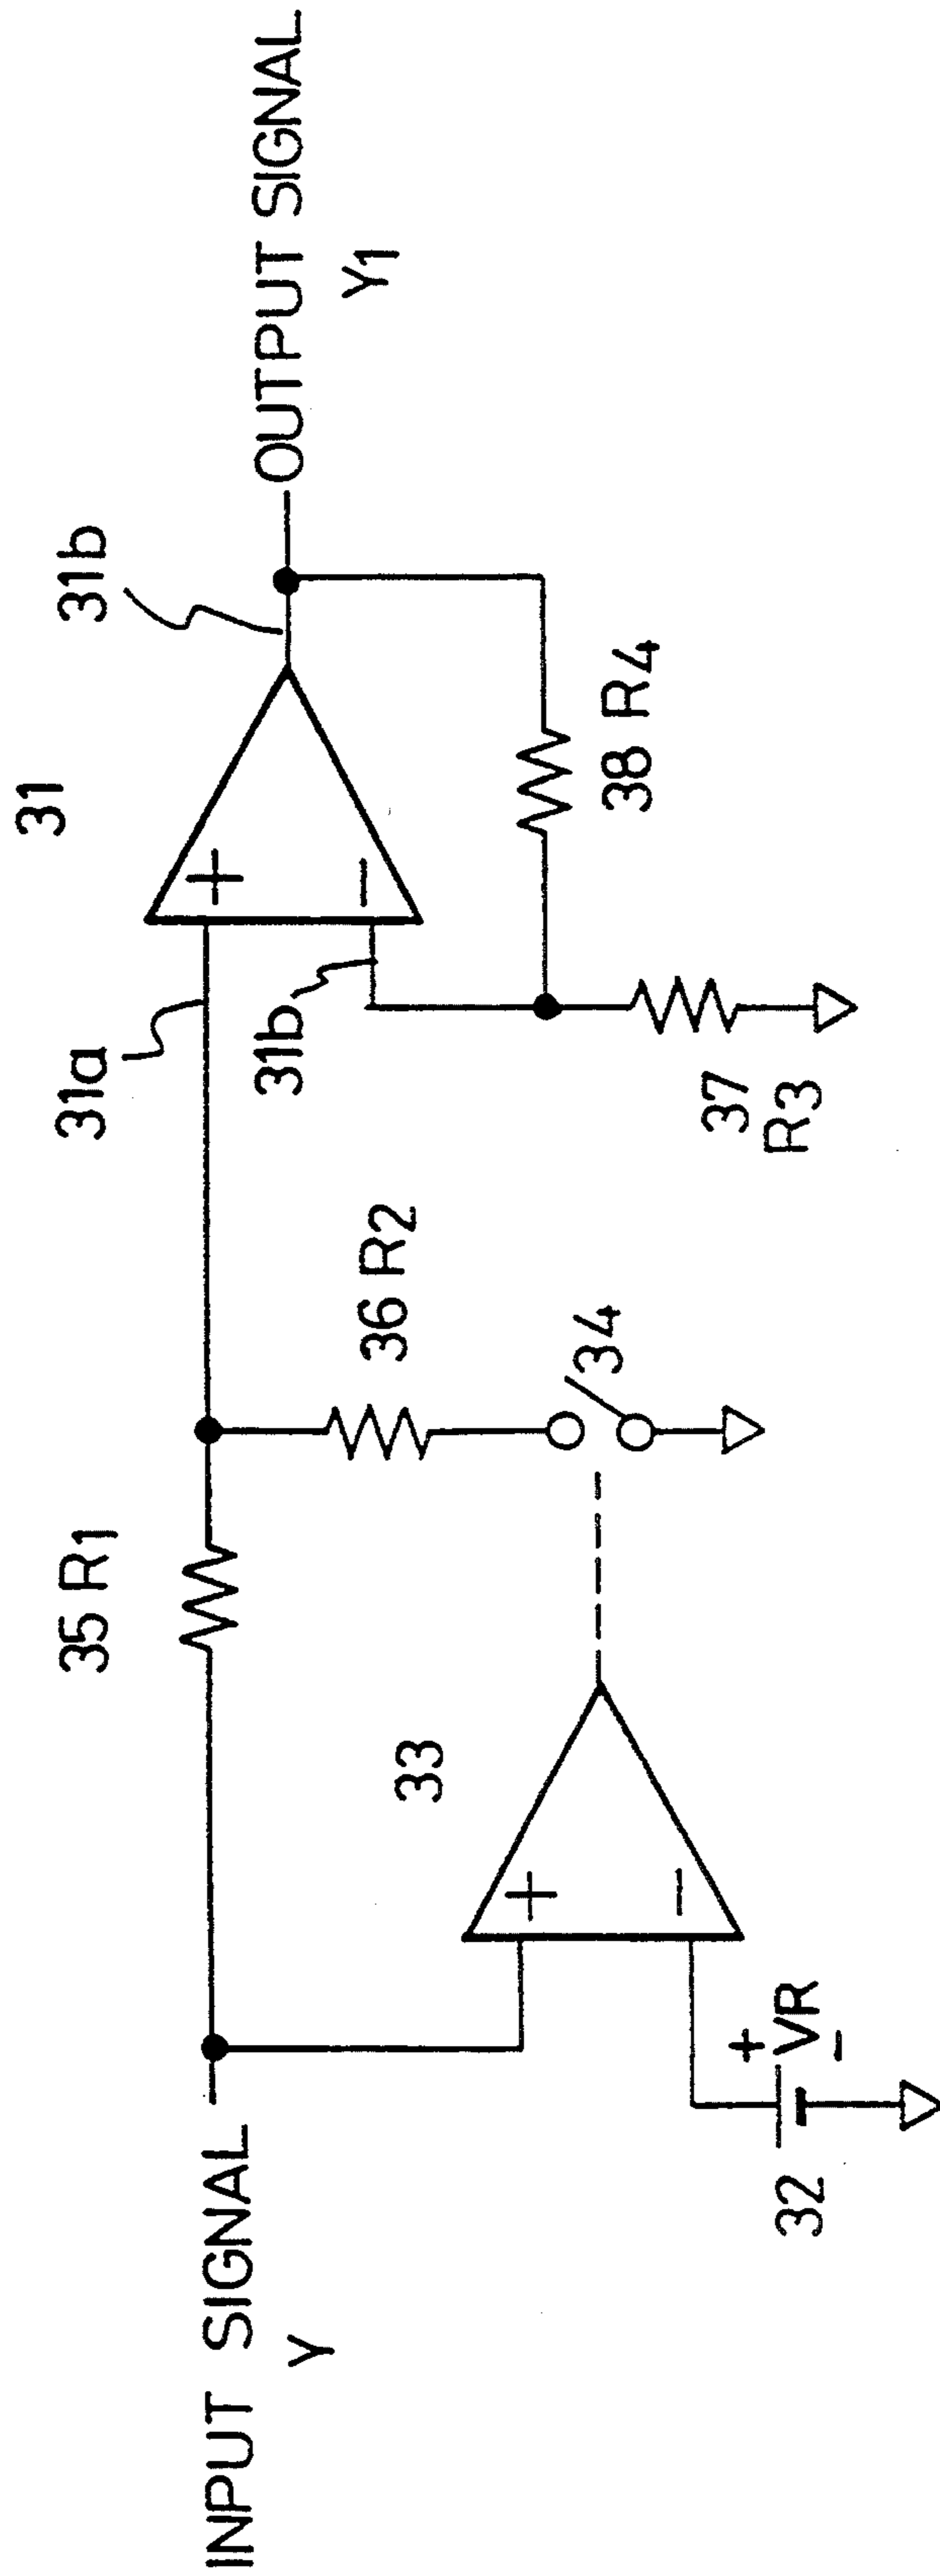 INPUT SIGNAL
Y
35 R1
33
+
−
32
+
VR
−
36 R2
34
31a
31b
31
+
−
37
R3
38 R4
31b
OUTPUT SIGNAL
Y1